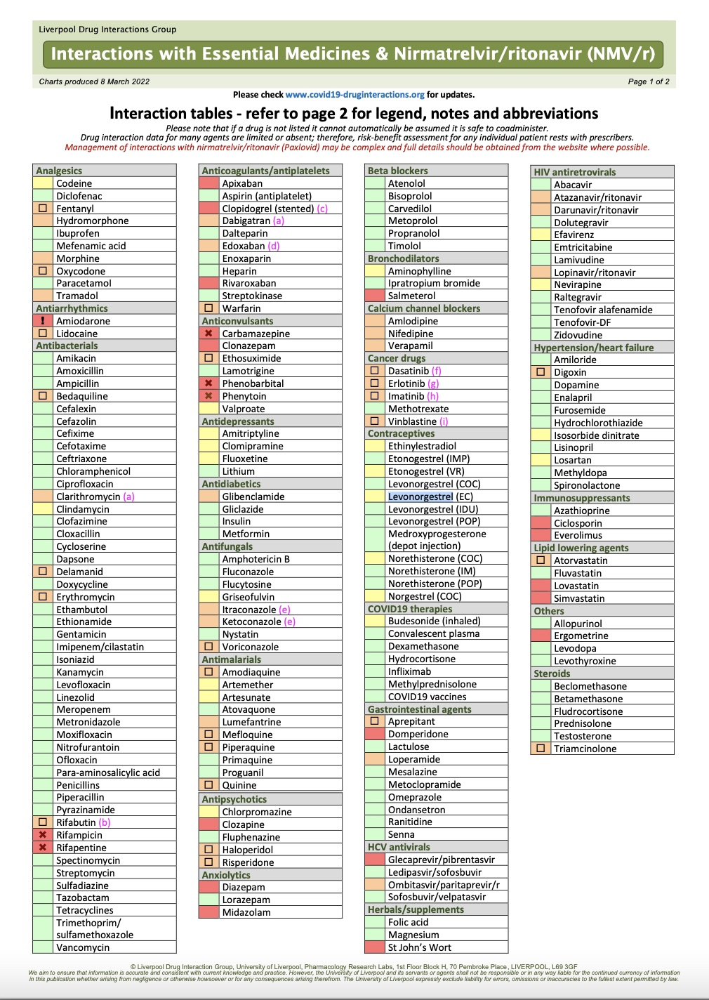 Liverpool Drug Interactions Group
Interactions with Essential Medicines & Nirmatrelvir/ritonavir (NMV/r)
Charts produced 8 March 2022
Page 1 of 2
Please check www.covid19-druginteractions.org for updates.
Interaction tables - refer to page 2 for legend, notes and abbreviations
Please note that if a drug is not listed it cannot automatically be assumed it is safe to coadminister.
Drug interaction data for many agents are limited or absent; therefore, risk-benefit assessment for any individual patient rests with prescribers.
Management of interactions with nirmatrelvir/ritonavir (Paxlovid) may be complex and full details should be obtained from the website where possible.
Analgesics
Codeine
Diclofenac
Fentanyl
Hydromorphone
Ibuprofen
Mefenamic acid
Morphine
Oxycodone
Paracetamol
Tramadol
Antiarrhythmics
! Amiodarone
Lidocaine
Antibacterials
Amikacin
Amoxicillin
Ampicillin
Bedaquiline
Cefalexin
Cefazolin
Cefixime
Cefotaxime
Ceftriaxone
Chloramphenicol
Ciprofloxacin
Clarithromycin (a)
Clindamycin
Clofazimine
Cloxacillin
Cycloserine
Dapsone
Delamanid
Doxycycline
Erythromycin
Ethambutol
Ethionamide
Gentamicin
Imipenem/cilastatin
Isoniazid
Kanamycin
Levofloxacin
Linezolid
Meropenem
Metronidazole
Moxifloxacin
Nitrofurantoin
Ofloxacin
Para-aminosalicylic acid
Penicillins
Piperacillin
Pyrazinamide
Rifabutin (b)
Rifampicin
Rifapentine
Spectinomycin
Streptomycin
Sulfadiazine
Tazobactam
Tetracyclines
Trimethoprim/
sulfamethoxazole
Vancomycin
Anticoagulants/antiplatelets
Apixaban
Aspirin (antiplatelet)
Clopidogrel (stented) (c)
Dabigatran (a)
Dalteparin
Edoxaban (d)
Enoxaparin
Heparin
Rivaroxaban
Streptokinase
Warfarin
Anticonvulsants
Carbamazepine
Clonazepam
Ethosuximide
Lamotrigine
Phenobarbital
Phenytoin
Valproate
Antidepressants
Amitriptyline
Clomipramine
Fluoxetine
Lithium
Antidiabetics
Glibenclamide
Gliclazide
Insulin
Metformin
Antifungals
Amphotericin B
Fluconazole
Flucytosine
Griseofulvin
Itraconazole (e)
Ketoconazole (e)
Nystatin
Voriconazole
Antimalarials
Amodiaquine
Artemether
Artesunate
Atovaquone
Lumefantrine
Mefloquine
Piperaquine
Primaquine
Proguanil
Quinine
Antipsychotics
Chlorpromazine
Clozapine
Fluphenazine
Haloperidol
Risperidone
Anxiolytics
Diazepam
Lorazepam
Midazolam
Beta blockers
Atenolol
Bisoprolol
Carvedilol
Metoprolol
Propranolol
Timolol
Bronchodilators
Aminophylline
Ipratropium bromide
Salmeterol
Calcium channel blockers
Amlodipine
Nifedipine
Verapamil
Cancer drugs
Dasatinib (f)
Erlotinib (g)
Imatinib (h)
Methotrexate
Vinblastine (i)
Contraceptives
Ethinylestradiol
Etonogestrel (IMP)
Etonogestrel (VR)
Levonorgestrel (COC)
Levonorgestrel (EC)
Levonorgestrel (IDU)
Levonorgestrel (POP)
Medroxyprogesterone
(depot injection)
Norethisterone (COC)
Norethisterone (IM)
Norethisterone (POP)
Norgestrel (COC)
COVID19 therapies
Budesonide (inhaled)
Convalescent plasma
Dexamethasone
Hydrocortisone
Infliximab
Methylprednisolone
COVID19 vaccines
Gastrointestinal agents
Aprepitant
Domperidone
Lactulose
Loperamide
Mesalazine
Metoclopramide
Omeprazole
Ondansetron
Ranitidine
Senna
HCV antivirals
Glecaprevir/pibrentasvir
Ledipasvir/sofosbuvir
Ombitasvir/paritaprevir/r
Sofosbuvir/velpatasvir
Herbals/supplements
Folic acid
Magnesium
St John's Wort
HIV antiretrovirals
Abacavir
Atazanavir/ritonavir
Darunavir/ritonavir
Dolutegravir
Efavirenz
Emtricitabine
Lamivudine
Lopinavir/ritonavir
Nevirapine
Raltegravir
Tenofovir alafenamide
Tenofovir-DF
Zidovudine
Hypertension/heart failure
Amiloride
Digoxin
Dopamine
Enalapril
Furosemide
Hydrochlorothiazide
Isosorbide dinitrate
Lisinopril
Losartan
Methyldopa
Spironolactone
Immunosuppressants
Azathioprine
Ciclosporin
Everolimus
Lipid lowering agents
Atorvastatin
Fluvastatin
Lovastatin
Simvastatin
Others
Allopurinol
Ergometrine
Levodopa
Levothyroxine
Steroids
Beclomethasone
Betamethasone
Fludrocortisone
Prednisolone
Testosterone
Triamcinolone
© Liverpool Drug Interaction Group, University of Liverpool, Pharmacology Research Labs, 1st Floor Block H, 70 Pembroke Place, LIVERPOOL, L69 3GF
We aim to ensure that information is accurate and consistent with current knowledge and practice. However, the University of Liverpool and its servants or agents shall not be responsible or in any way liable for the continued currency of information
in this publication whether arising from negligence or otherwise howsoever or for any consequences arising therefrom. The University of Liverpool expressly exclude liability for errors, omissions or inaccuracies to the fullest extent permitted by law.